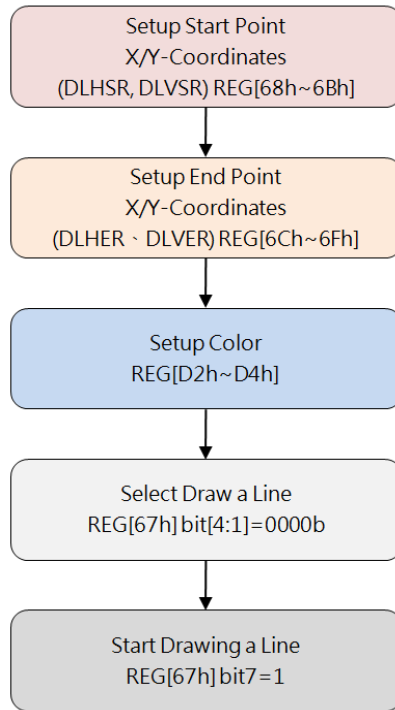 Setup Start Point
X/Y-Coordinates
(DLHSR, DLVSR) REG[68h~6Bh]
Setup End Point
X/Y-Coordinates
(DLHER、DLVER) REG[6Ch~6Fh]
Setup Color
REG[D2h~D4h]
Select Draw a Line
REG[67h] bit[4:1]=0000b
Start Drawing a Line
REG[67h] bit7=1